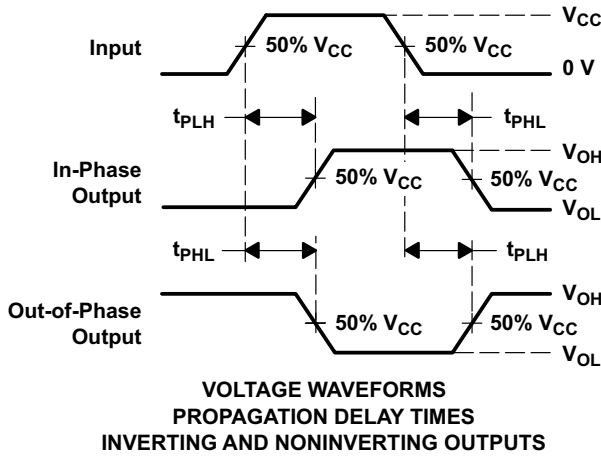 V_CC
Input
50% V_CC 50% V_CC
0 V
t_PLH t_PHL
V_OH
In-Phase
Output
50% V_CC 50% V_CC
V_OL
t_PHL t_PLH
V_OH
Out-of-Phase
Output
50% V_CC 50% V_CC
V_OL
VOLTAGE WAVEFORMS
PROPAGATION DELAY TIMES
INVERTING AND NONINVERTING OUTPUTS